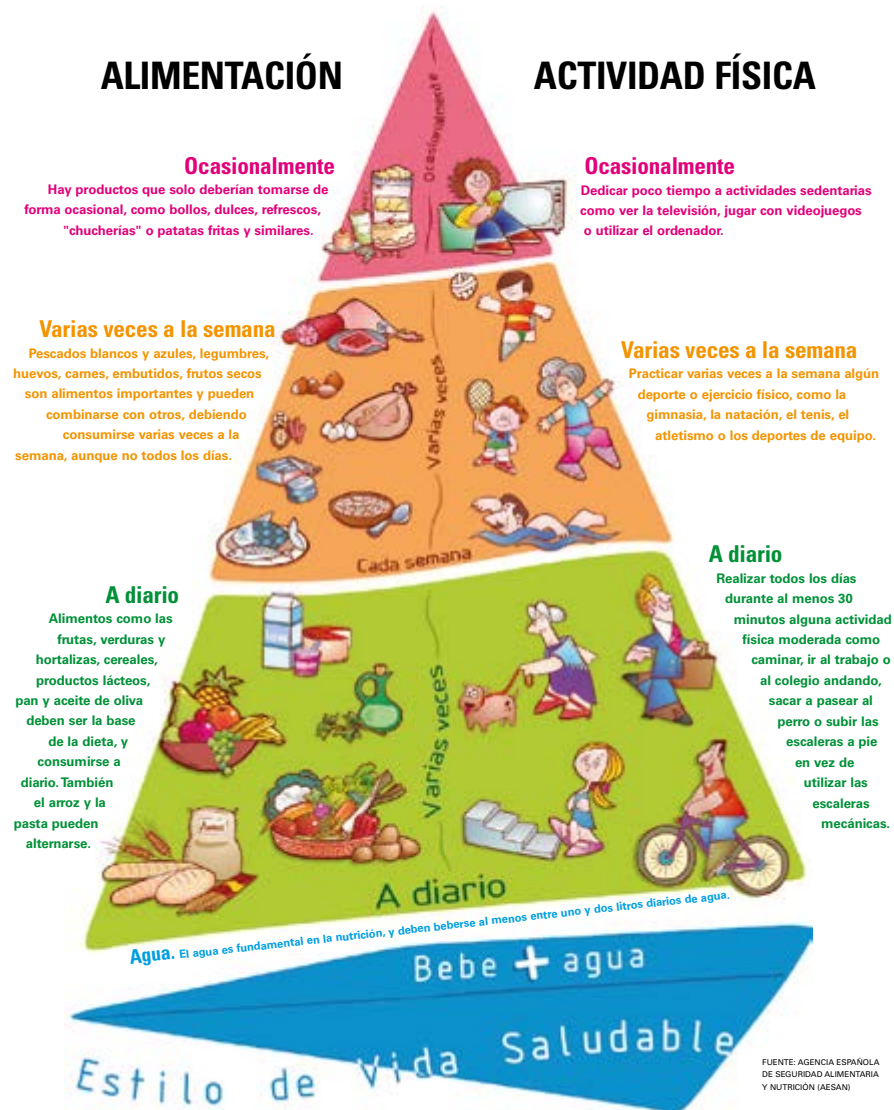 ALIMENTACIÓN
ACTIVIDAD FÍSICA
Ocasionalmente
Ocasionalmente
Hay productos que solo deberían tomarse de
forma ocasional, como bollos, dulces, refrescos,
"chucherías" o patatas fritas y similares.
Ocasionalmente
Dedicar poco tiempo a actividades sedentarias
como ver la televisión, jugar con videojuegos
o utilizar el ordenador.
Varias veces a la semana
Pescados blancos y azules, legumbres,
huevos, carnes, embutidos, frutos secos
son alimentos importantes y pueden
combinarse con otros, debiendo
consumirse varias veces a la
semana, aunque no todos los días.
Varias veces
Cada semana
Varias veces a la semana
Practicar varias veces a la semana algún
deporte o ejercicio físico, como la
gimnasia, la natación, el tenis, el
atletismo o los deportes de equipo.
A diario
Alimentos como las
frutas, verduras y
hortalizas, cereales,
productos lácteos,
pan y aceite de oliva
deben ser la base
de la dieta, y
consumirse a
diario. También
el arroz y la
pasta pueden
alternarse.
Varias veces
A diario
A diario
Realizar todos los días
durante al menos 30
minutos alguna actividad
física moderada como
caminar, ir al trabajo o
al colegio andando,
sacar a pasear al
perro o subir las
escaleras a pie
en vez de
utilizar las
escaleras
mecánicas.
Agua. El agua es fundamental en la nutrición, y deben beberse al menos entre uno y dos litros diarios de agua.
Bebe + agua
Estilo de Vida Saludable
FUENTE: AGENCIA ESPAÑOLA
DE SEGURIDAD ALIMENTARIA
Y NUTRICIÓN (AESAN)